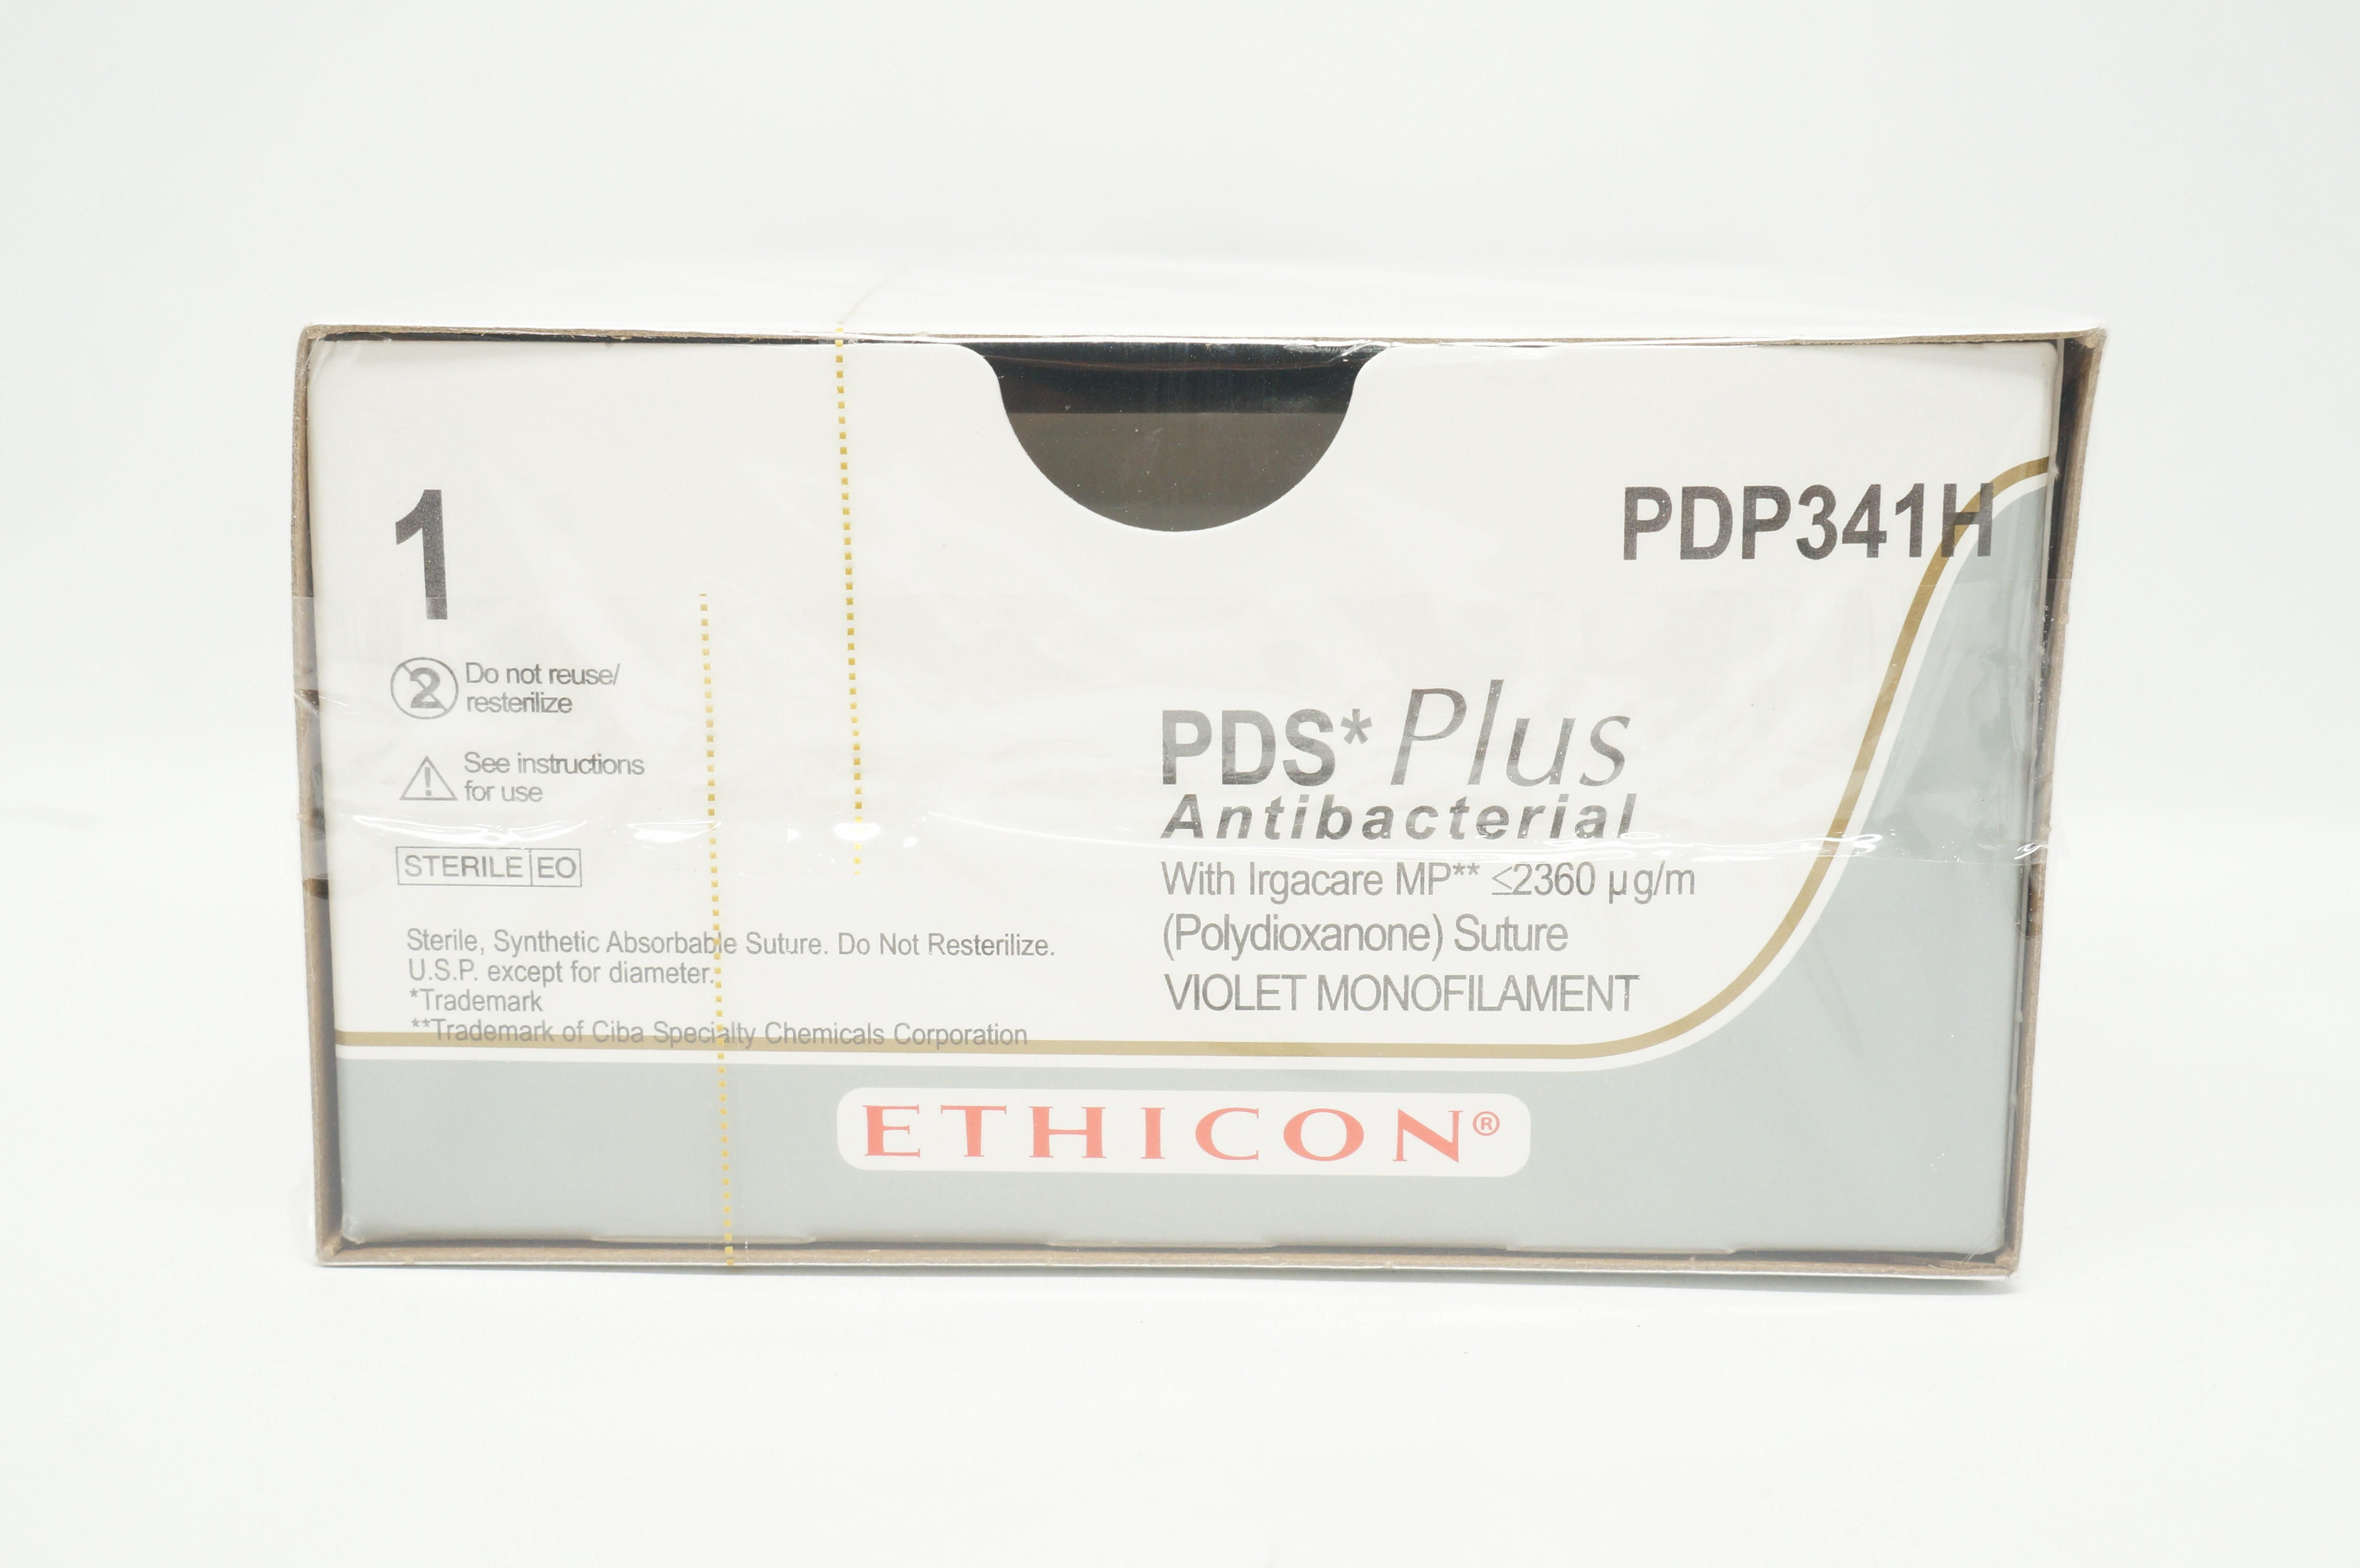 1
PDP341H
2 Do not reuse/
resterilize
See instructions
for use
STERILE EO
PDS* Plus
Antibacterial
With Irgacare MP** ≤2360 µg/m
(Polydioxanone) Suture
VIOLET MONOFILAMENT
Sterile, Synthetic Absorbable Suture. Do Not Resterilize.
U.S.P. except for diameter.
*Trademark
**Trademark of Ciba Specialty Chemicals Corporation
ETHICON®